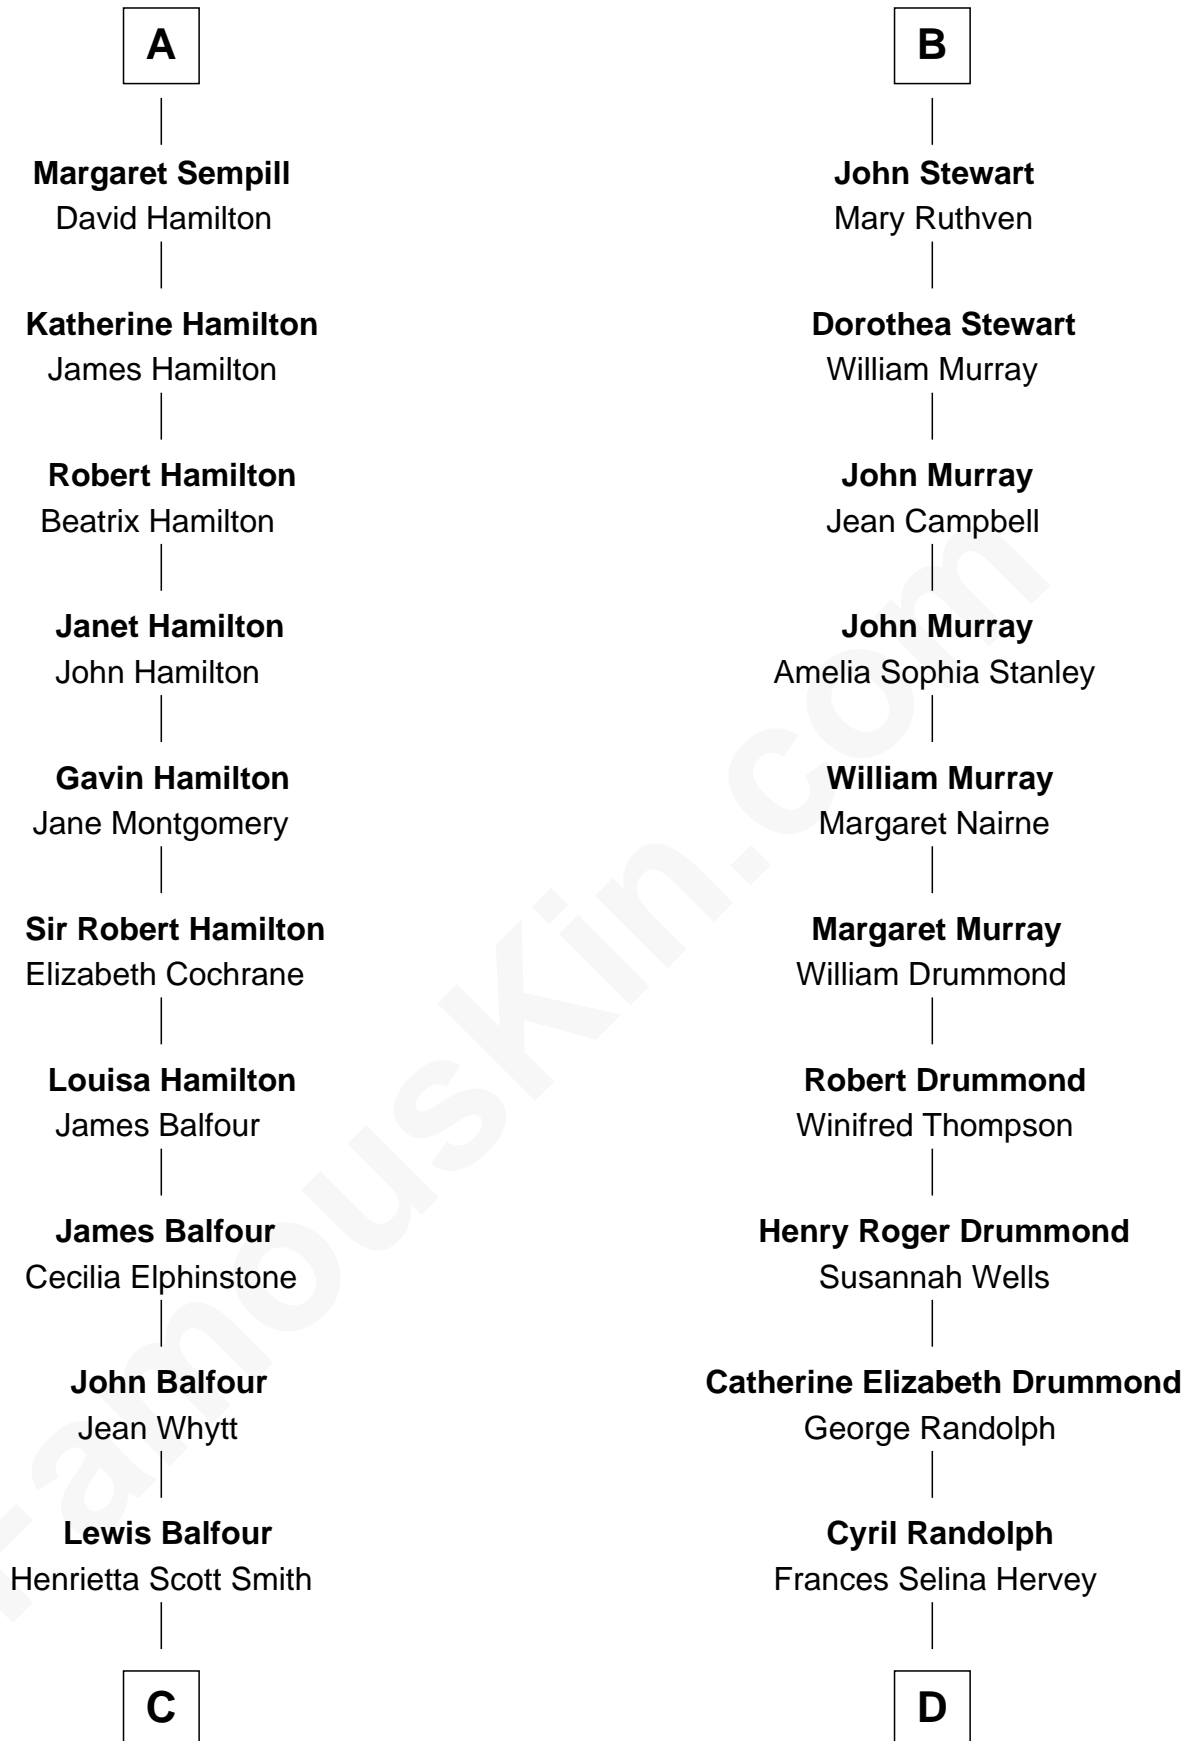 A
Margaret Sempill
David Hamilton
Katherine Hamilton
James Hamilton
Robert Hamilton
Beatrix Hamilton
Janet Hamilton
John Hamilton
Gavin Hamilton
Jane Montgomery
Sir Robert Hamilton
Elizabeth Cochrane
Louisa Hamilton
James Balfour
James Balfour
Cecilia Elphinstone
John Balfour
Jean Whytt
Lewis Balfour
Henrietta Scott Smith
C
B
John Stewart
Mary Ruthven
Dorothea Stewart
William Murray
John Murray
Jean Campbell
John Murray
Amelia Sophia Stanley
William Murray
Margaret Nairne
Margaret Murray
William Drummond
Robert Drummond
Winifred Thompson
Henry Roger Drummond
Susannah Wells
Catherine Elizabeth Drummond
George Randolph
Cyril Randolph
Frances Selina Hervey
D
FamousKin.com